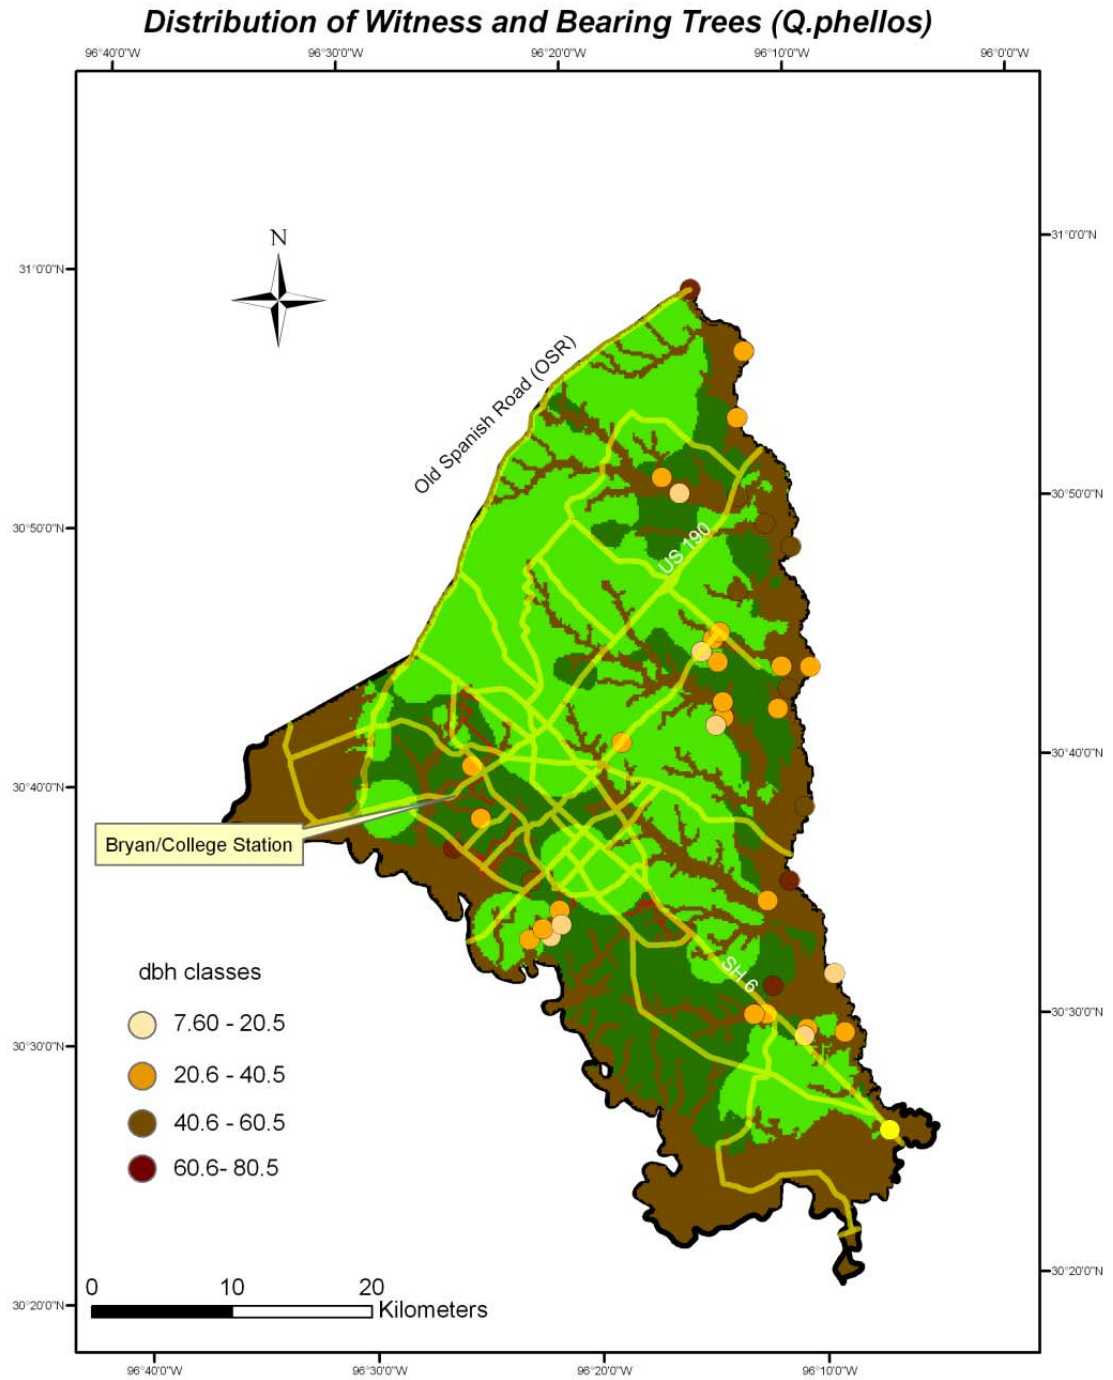 Distribution of Witness and Bearing Trees (Q.phellos)
96°40'0"W 96°30'0"W 96°20'0"W 96°10'0"W 96°0'0"W
31°0'0"N
N
31°0'0"N
Old Spanish Road (OSR)
30°50'0"N
30°50'0"N
US 190
30°40'0"N
30°40'0"N
Bryan/College Station
SH 6
dbh classes
7.60 - 20.5
20.6 - 40.5
40.6 - 60.5
60.6- 80.5
30°30'0"N
30°30'0"N
30°20'0"N
0 10 20
Kilometers
30°20'0"N
96°40'0"W 96°30'0"W 96°20'0"W 96°10'0"W